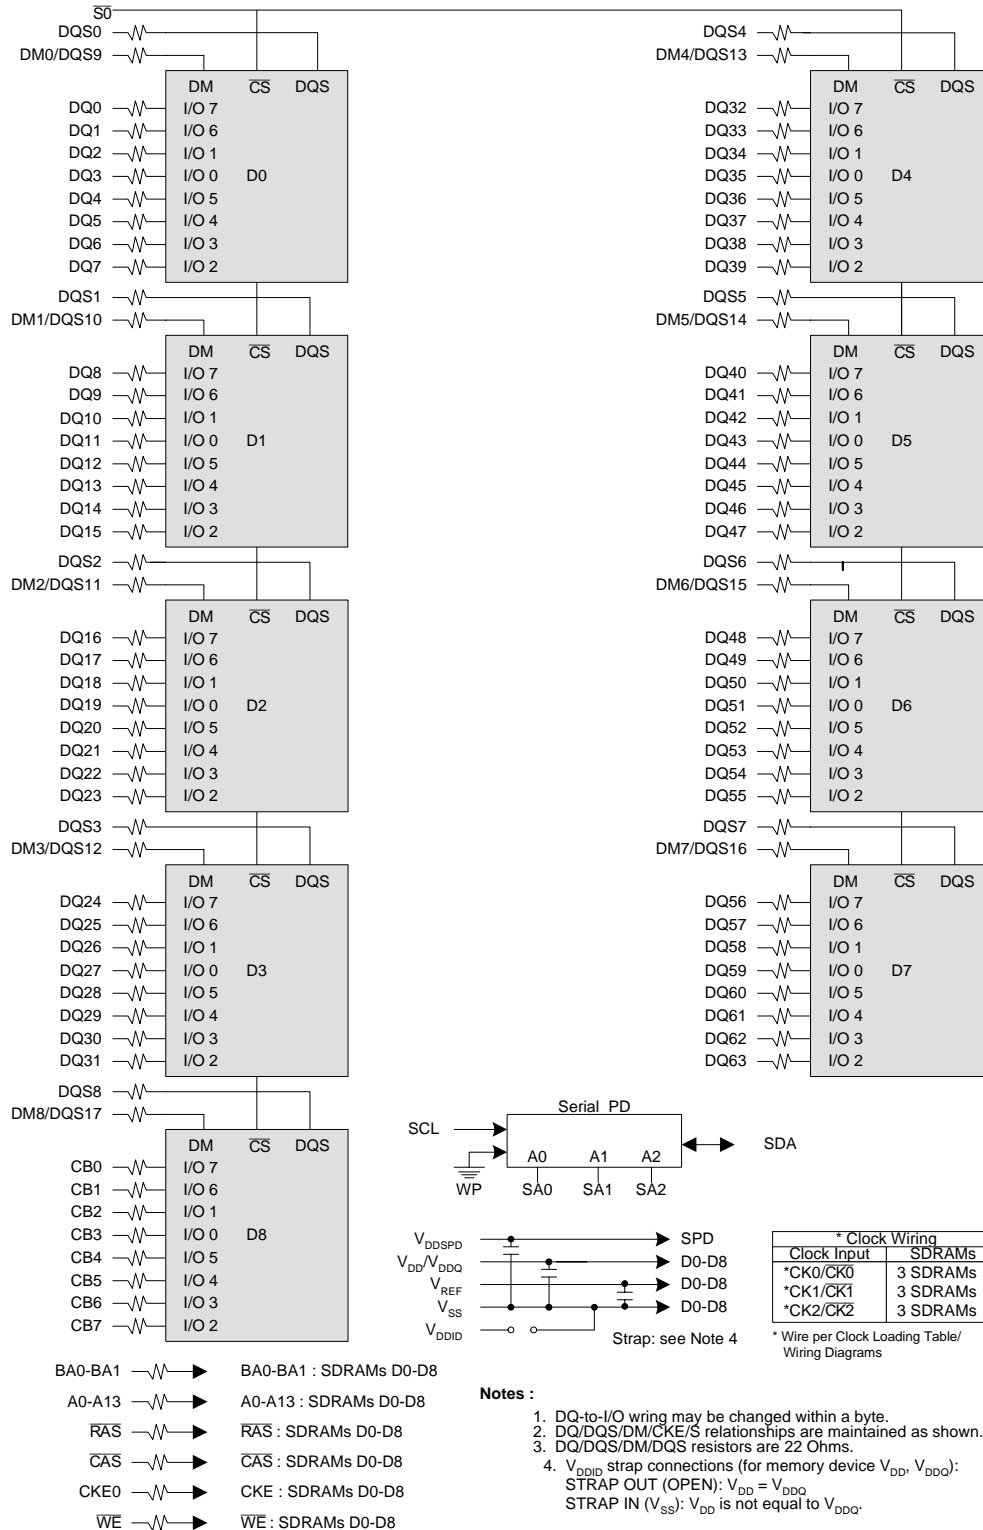 S0
DQS0
DM0/DQS9
DM CS DQS
DQ0 I/O 7
DQ1 I/O 6
DQ2 I/O 1
DQ3 I/O 0 D0
DQ4 I/O 5
DQ5 I/O 4
DQ6 I/O 3
DQ7 I/O 2
DQS1
DM1/DQS10
DM CS DQS
DQ8 I/O 7
DQ9 I/O 6
DQ10 I/O 1
DQ11 I/O 0 D1
DQ12 I/O 5
DQ13 I/O 4
DQ14 I/O 3
DQ15 I/O 2
DQS2
DM2/DQS11
DM CS DQS
DQ16 I/O 7
DQ17 I/O 6
DQ18 I/O 1
DQ19 I/O 0 D2
DQ20 I/O 5
DQ21 I/O 4
DQ22 I/O 3
DQ23 I/O 2
DQS3
DM3/DQS12
DM CS DQS
DQ24 I/O 7
DQ25 I/O 6
DQ26 I/O 1
DQ27 I/O 0 D3
DQ28 I/O 5
DQ29 I/O 4
DQ30 I/O 3
DQ31 I/O 2
DQS8
DM8/DQS17
DM CS DQS
CB0 I/O 7
CB1 I/O 6
CB2 I/O 1
CB3 I/O 0 D8
CB4 I/O 5
CB5 I/O 4
CB6 I/O 3
CB7 I/O 2
DQS4
DM4/DQS13
DM CS DQS
DQ32 I/O 7
DQ33 I/O 6
DQ34 I/O 1
DQ35 I/O 0 D4
DQ36 I/O 5
DQ37 I/O 4
DQ38 I/O 3
DQ39 I/O 2
DQS5
DM5/DQS14
DM CS DQS
DQ40 I/O 7
DQ41 I/O 6
DQ42 I/O 1
DQ43 I/O 0 D5
DQ44 I/O 5
DQ45 I/O 4
DQ46 I/O 3
DQ47 I/O 2
DQS6
DM6/DQS15
DM CS DQS
DQ48 I/O 7
DQ49 I/O 6
DQ50 I/O 1
DQ51 I/O 0 D6
DQ52 I/O 5
DQ53 I/O 4
DQ54 I/O 3
DQ55 I/O 2
DQS7
DM7/DQS16
DM CS DQS
DQ56 I/O 7
DQ57 I/O 6
DQ58 I/O 1
DQ59 I/O 0 D7
DQ60 I/O 5
DQ61 I/O 4
DQ62 I/O 3
DQ63 I/O 2
Serial PD
SCL SDA
A0 A1 A2
WP SA0 SA1 SA2
VDDSPD SPD
VDD/VDDQ D0-D8
VREF D0-D8
VSS D0-D8
VDDID Strap: see Note 4
* Clock Wiring
Clock Input SDRAMs
*CK0/CK0 3 SDRAMs
*CK1/CK1 3 SDRAMs
*CK2/CK2 3 SDRAMs
* Wire per Clock Loading Table/
Wiring Diagrams
BA0-BA1 BA0-BA1 : SDRAMs D0-D8
A0-A13 A0-A13 : SDRAMs D0-D8
RAS RAS : SDRAMs D0-D8
CAS CAS : SDRAMs D0-D8
CKE0 CKE : SDRAMs D0-D8
WE WE : SDRAMs D0-D8
Notes :
1. DQ-to-I/O wring may be changed within a byte.
2. DQ/DQS/DM/CKE/S relationships are maintained as shown.
3. DQ/DQS/DM/DQS resistors are 22 Ohms.
4. VDDID strap connections (for memory device VDD, VDDQ):
STRAP OUT (OPEN): VDD = VDDQ
STRAP IN (VSS): VDD is not equal to VDDQ.